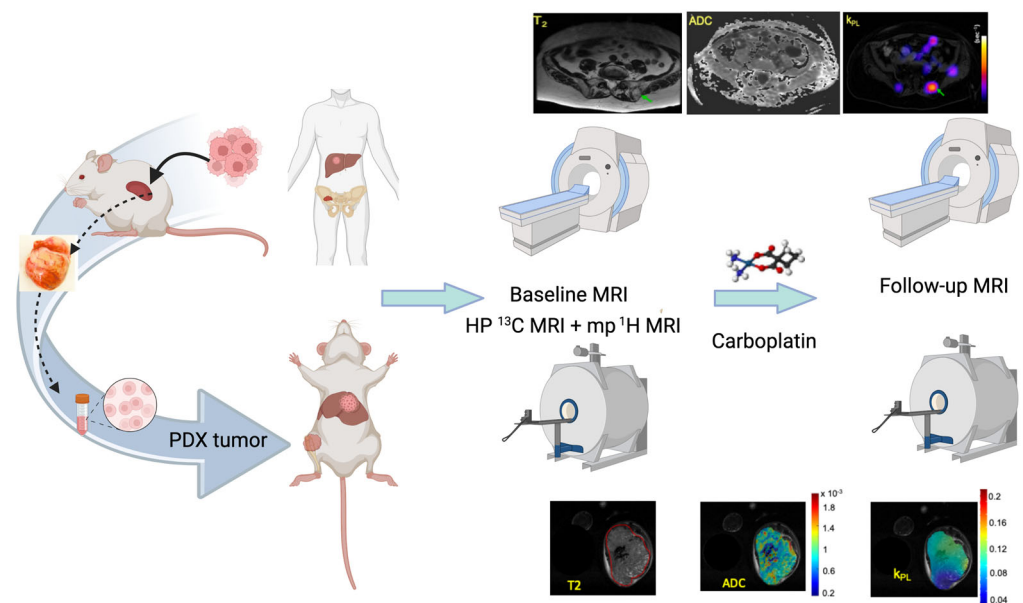 T₂
ADC
kPL
(sec⁻¹)
Baseline MRI
HP ¹³C MRI + mp ¹H MRI
Carboplatin
Follow-up MRI
PDX tumor
T2
ADC
x 10⁻³
1.8
1.4
1
0.6
0.2
kPL
0.2
0.16
0.12
0.08
0.04